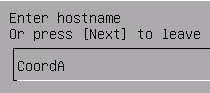 Enter hostname
Or press [Next] to leave
CoordA